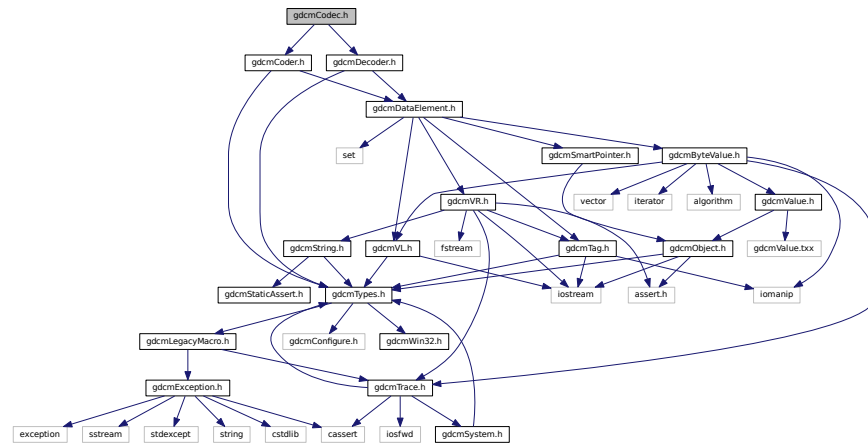 gdcmCodec.h
gdcmCoder.h
gdcmDecoder.h
gdcmDataElement.h
set
gdcmSmartPointer.h
gdcmByteValue.h
gdcmVR.h
vector
iterator
algorithm
gdcmValue.h
gdcmString.h
gdcmVL.h
fstream
gdcmTag.h
gdcmObject.h
gdcmValue.txx
gdcmStaticAssert.h
gdcmTypes.h
iostream
assert.h
iomanip
gdcmLegacyMacro.h
gdcmConfigure.h
gdcmWin32.h
gdcmException.h
gdcmTrace.h
exception
sstream
stdexcept
string
cstdlib
cassert
iosfwd
gdcmSystem.h